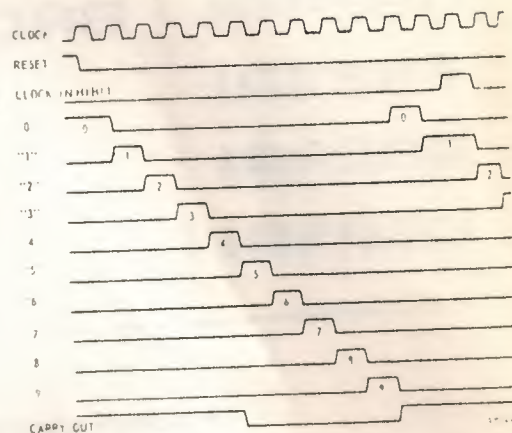 CLOCK
RESET
CLOCK INHIBIT
0 0 0
"1" 1 1
"2" 2 2
"3" 3
4 4
5 5
6 6
7 7
8
9
CARRY OUT